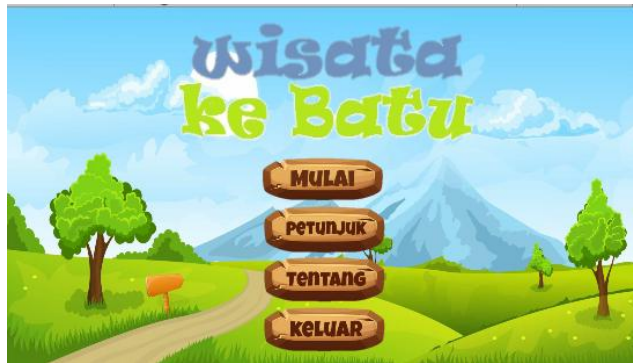 wisata
ke Batu
MULAI
PETUNJUK
TENTANG
KELUAR